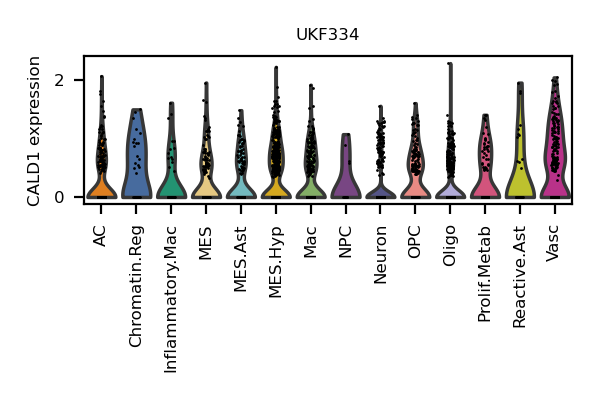 UKF334
CALD1 expression
2
0
AC
Chromatin.Reg
Inflammatory.Mac
MES
MES.Ast
MES.Hyp
Mac
NPC
Neuron
OPC
Oligo
Prolif.Metab
Reactive.Ast
Vasc